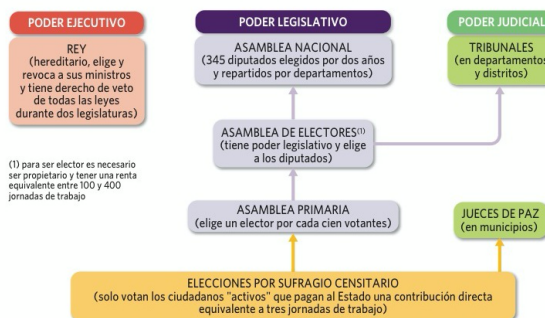 PODER EJECUTIVO
REY
(hereditario, elige y
revoca a sus ministros
y tiene derecho de veto
de todas las leyes
durante dos legislaturas)
(1) para ser elector es necesario
ser propietario y tener una renta
equivalente entre 100 y 400
jornadas de trabajo
PODER LEGISLATIVO
ASAMBLEA NACIONAL
(345 diputados elegidos por dos años
y repartidos por departamentos)
ASAMBLEA DE ELECTORES(1)
(tiene poder legislativo y elige
a los diputados)
ASAMBLEA PRIMARIA
(elige un elector por cada cien votantes)
PODER JUDICIAL
TRIBUNALES
(en departamentos
y distritos)
JUECES DE PAZ
(en municipios)
ELECCIONES POR SUFRAGIO CENSITARIO
(solo votan los ciudadanos "activos" que pagan al Estado una contribución directa
equivalente a tres jornadas de trabajo)